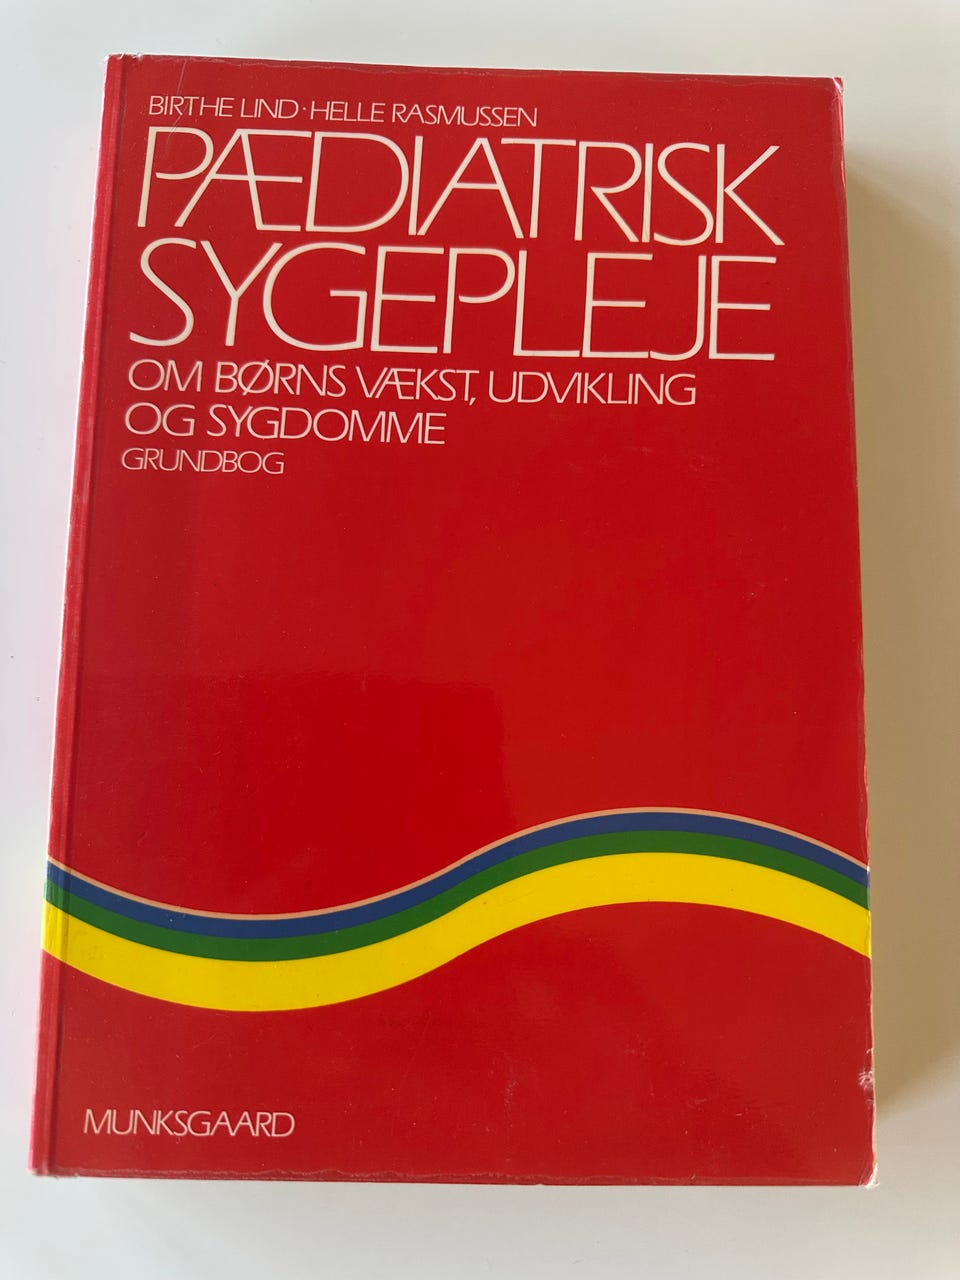 BIRTHE LIND · HELLE RASMUSSEN
PÆDIATRISK
SYGEPLEJE
OM BØRNS VÆKST, UDVIKLING
OG SYGDOMME
GRUNDBOG
MUNKSGAARD